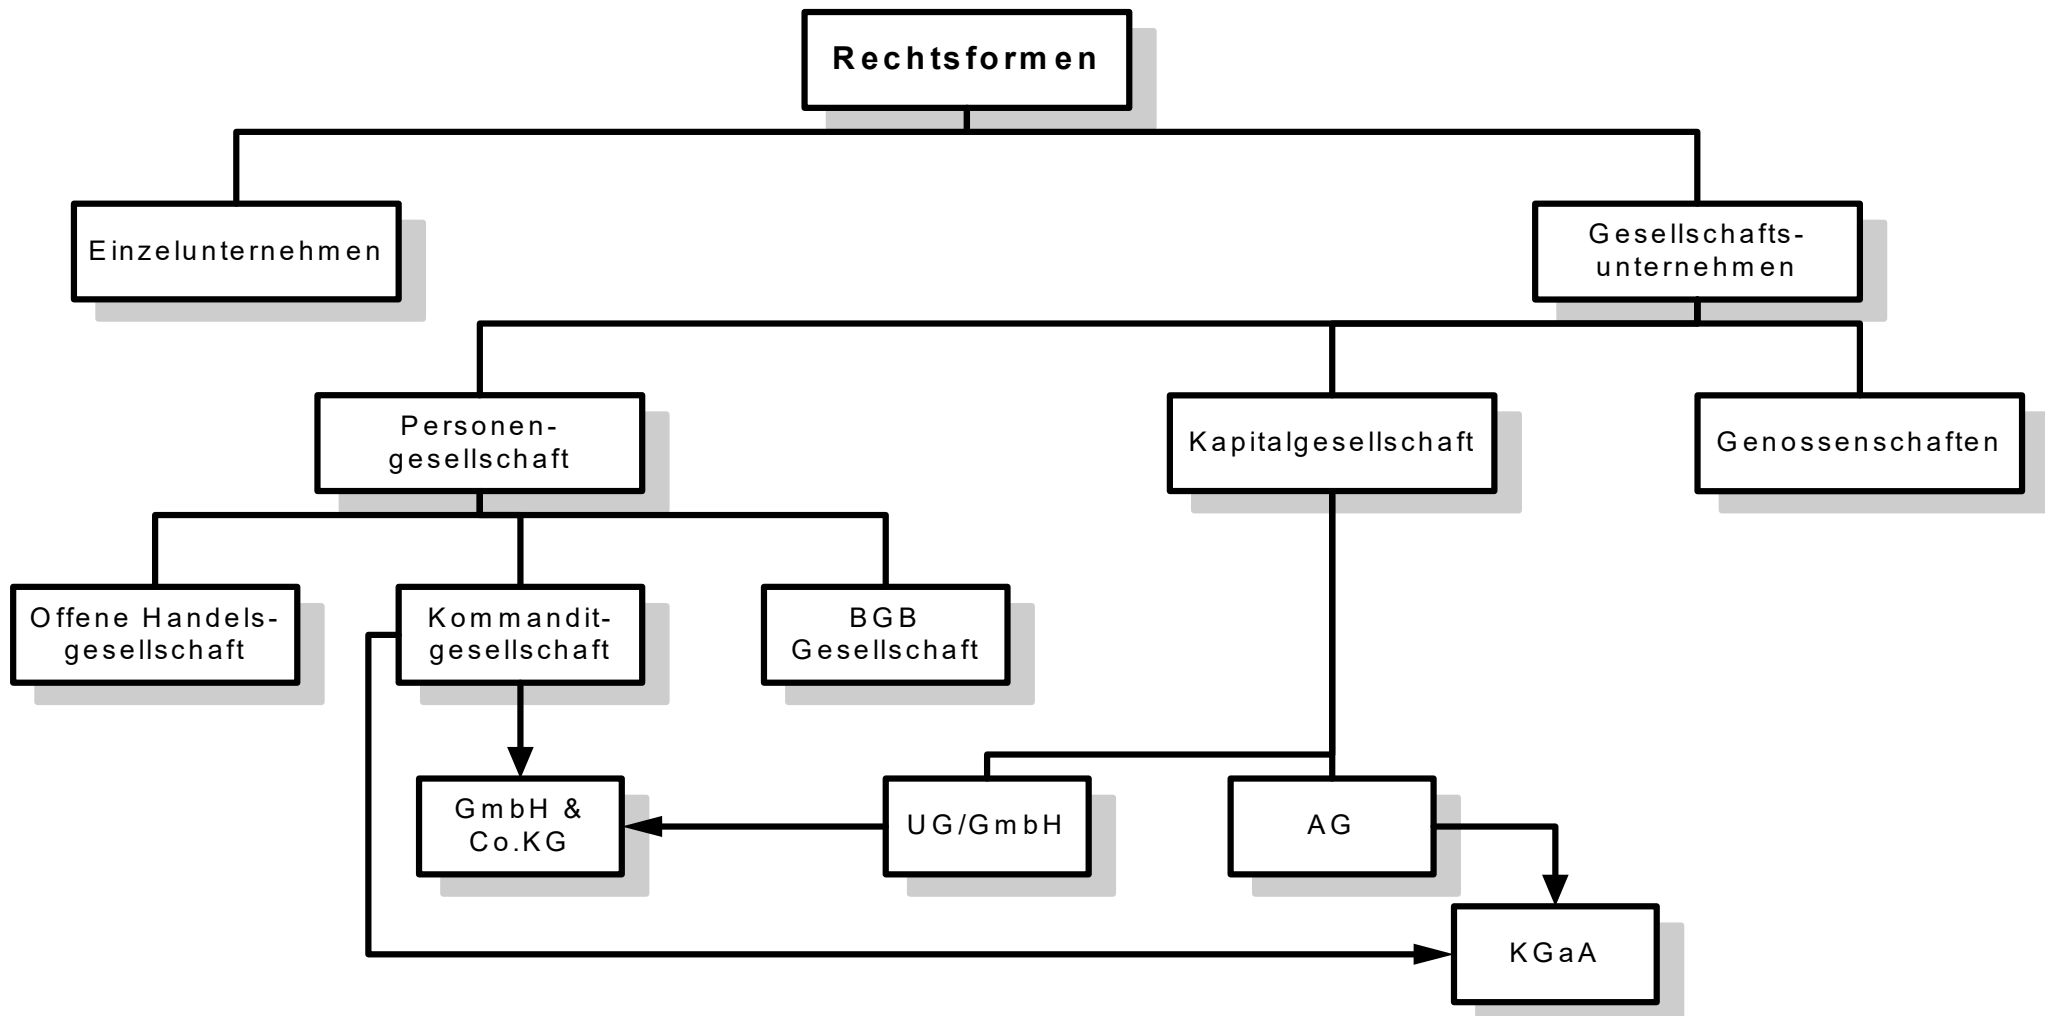 Rechtsformen
Einzelunternehmen
Gesellschafts-
unternehmen
Personen-
gesellschaft
Kapitalgesellschaft
Genossenschaften
Offene Handels-
gesellschaft
Kommandit-
gesellschaft
BGB
Gesellschaft
GmbH &
Co.KG
UG/GmbH
AG
KGaA